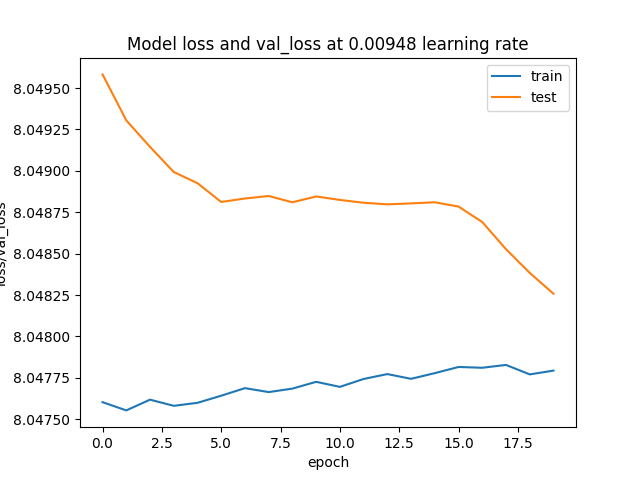 Model loss and val_loss at 0.00948 learning rate
train
test
8.04950
8.04925
8.04900
8.04875
8.04850
8.04825
8.04800
8.04775
8.04750
loss/val_loss
0.0 2.5 5.0 7.5 10.0 12.5 15.0 17.5
epoch